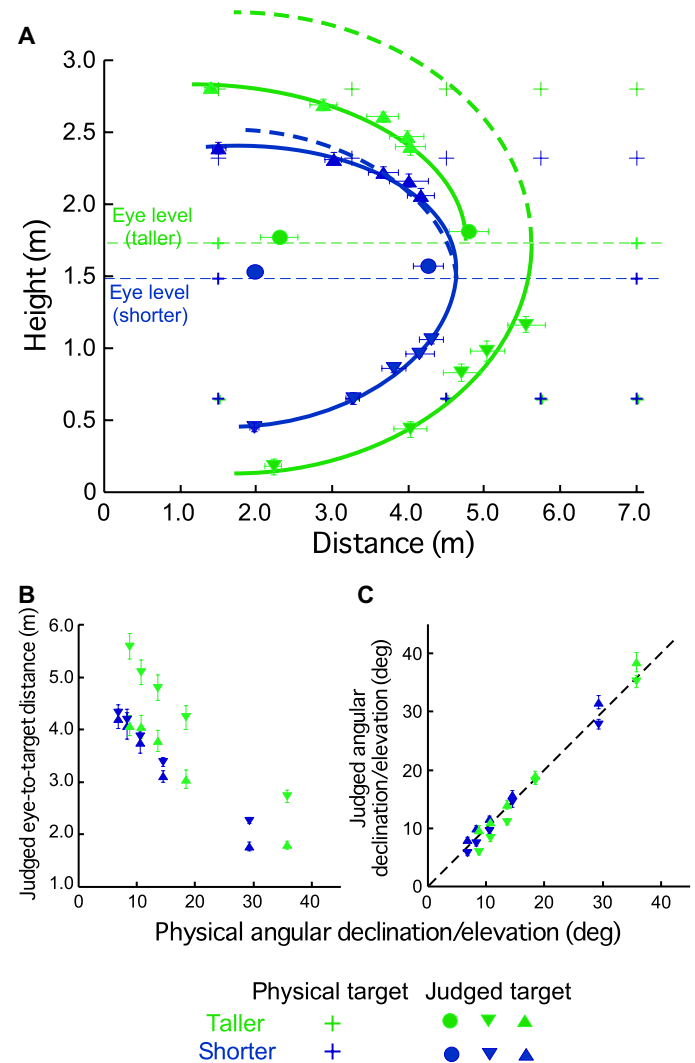 A
3.0
2.5
2.0
1.5
1.0
0.5
0
Height (m)
Eye level
(taller)
Eye level
(shorter)
0
1.0
2.0
3.0
4.0
5.0
6.0
7.0
Distance (m)
B
6.0
5.0
4.0
3.0
2.0
1.0
Judged eye-to-target distance (m)
0
10
20
30
40
C
40
30
20
10
0
Judged angular
declination/elevation (deg)
0
10
20
30
40
Physical angular declination/elevation (deg)
Physical target
Judged target
Taller
Shorter